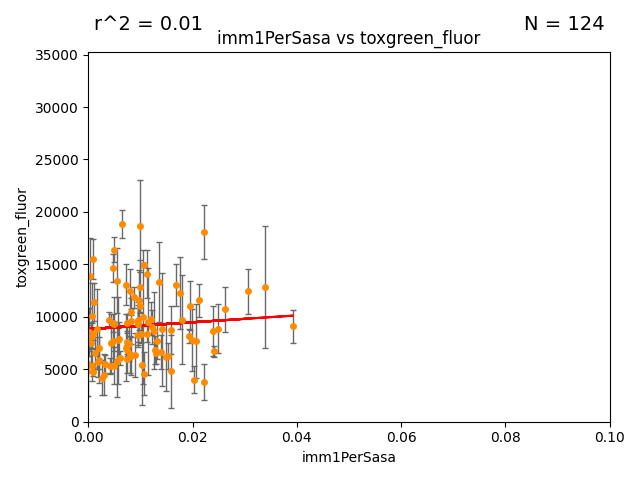 r^2 = 0.01
N = 124
imm1PerSasa vs toxgreen_fluor
35000
30000
25000
20000
15000
10000
5000
0
toxgreen_fluor
0.00 0.02 0.04 0.06 0.08 0.10
imm1PerSasa